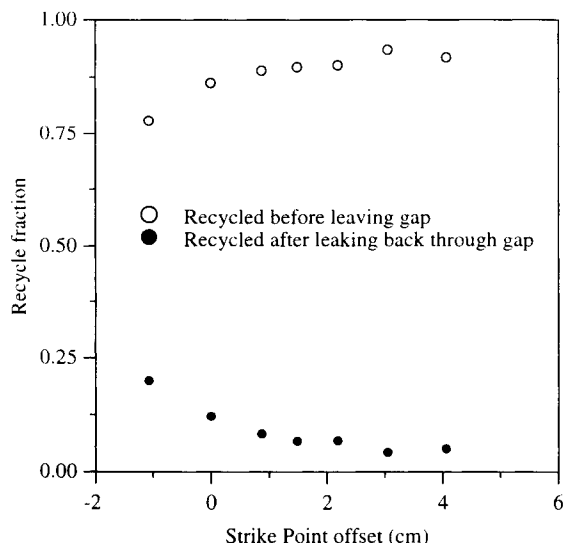 1.00
0.75
0.50
0.25
0.00
Recycle fraction
Recycled before leaving gap
Recycled after leaking back through gap
-2 0 2 4 6
Strike Point offset (cm)